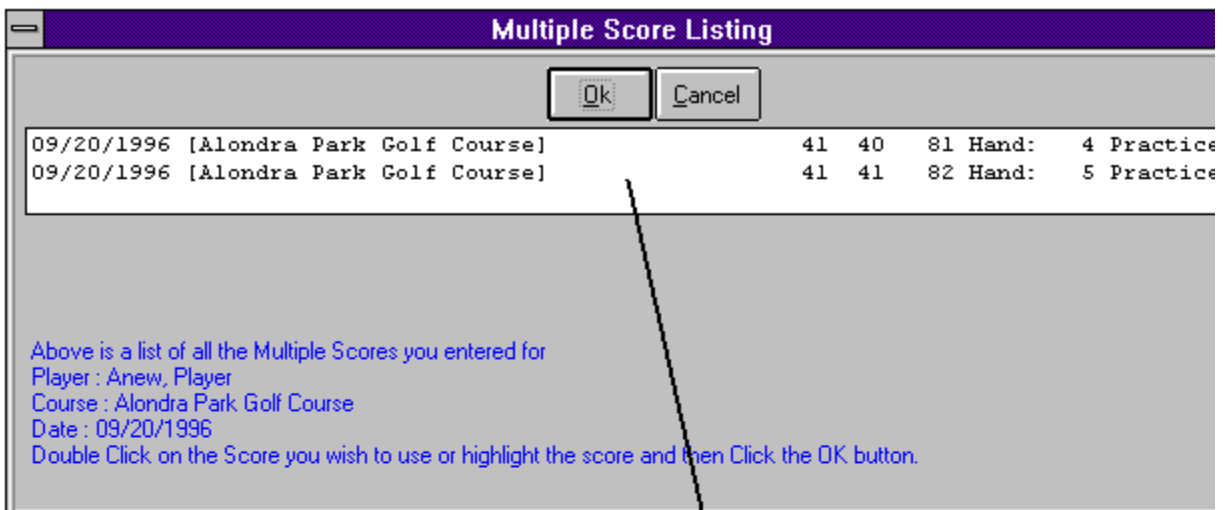 Multiple Score Listing
Ok Cancel
09/20/1996 [Alondra Park Golf Course] 41 40 81 Hand: 4 Practice
09/20/1996 [Alondra Park Golf Course] 41 41 82 Hand: 5 Practice
Above is a list of all the Multiple Scores you entered for
Player : Anew, Player
Course : Alondra Park Golf Course
Date : 09/20/1996
Double Click on the Score you wish to use or highlight the score and then Click the OK button.